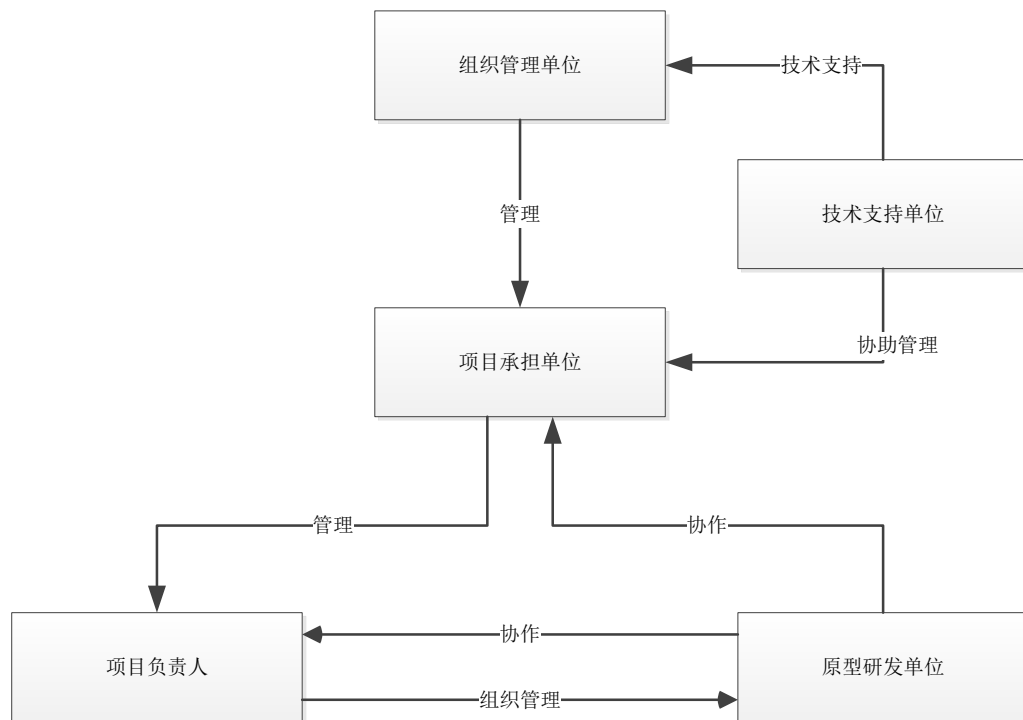 组织管理单位
技术支持
技术支持单位
管理
协助管理
项目承担单位
管理
协作
协作
项目负责人
原型研发单位
组织管理